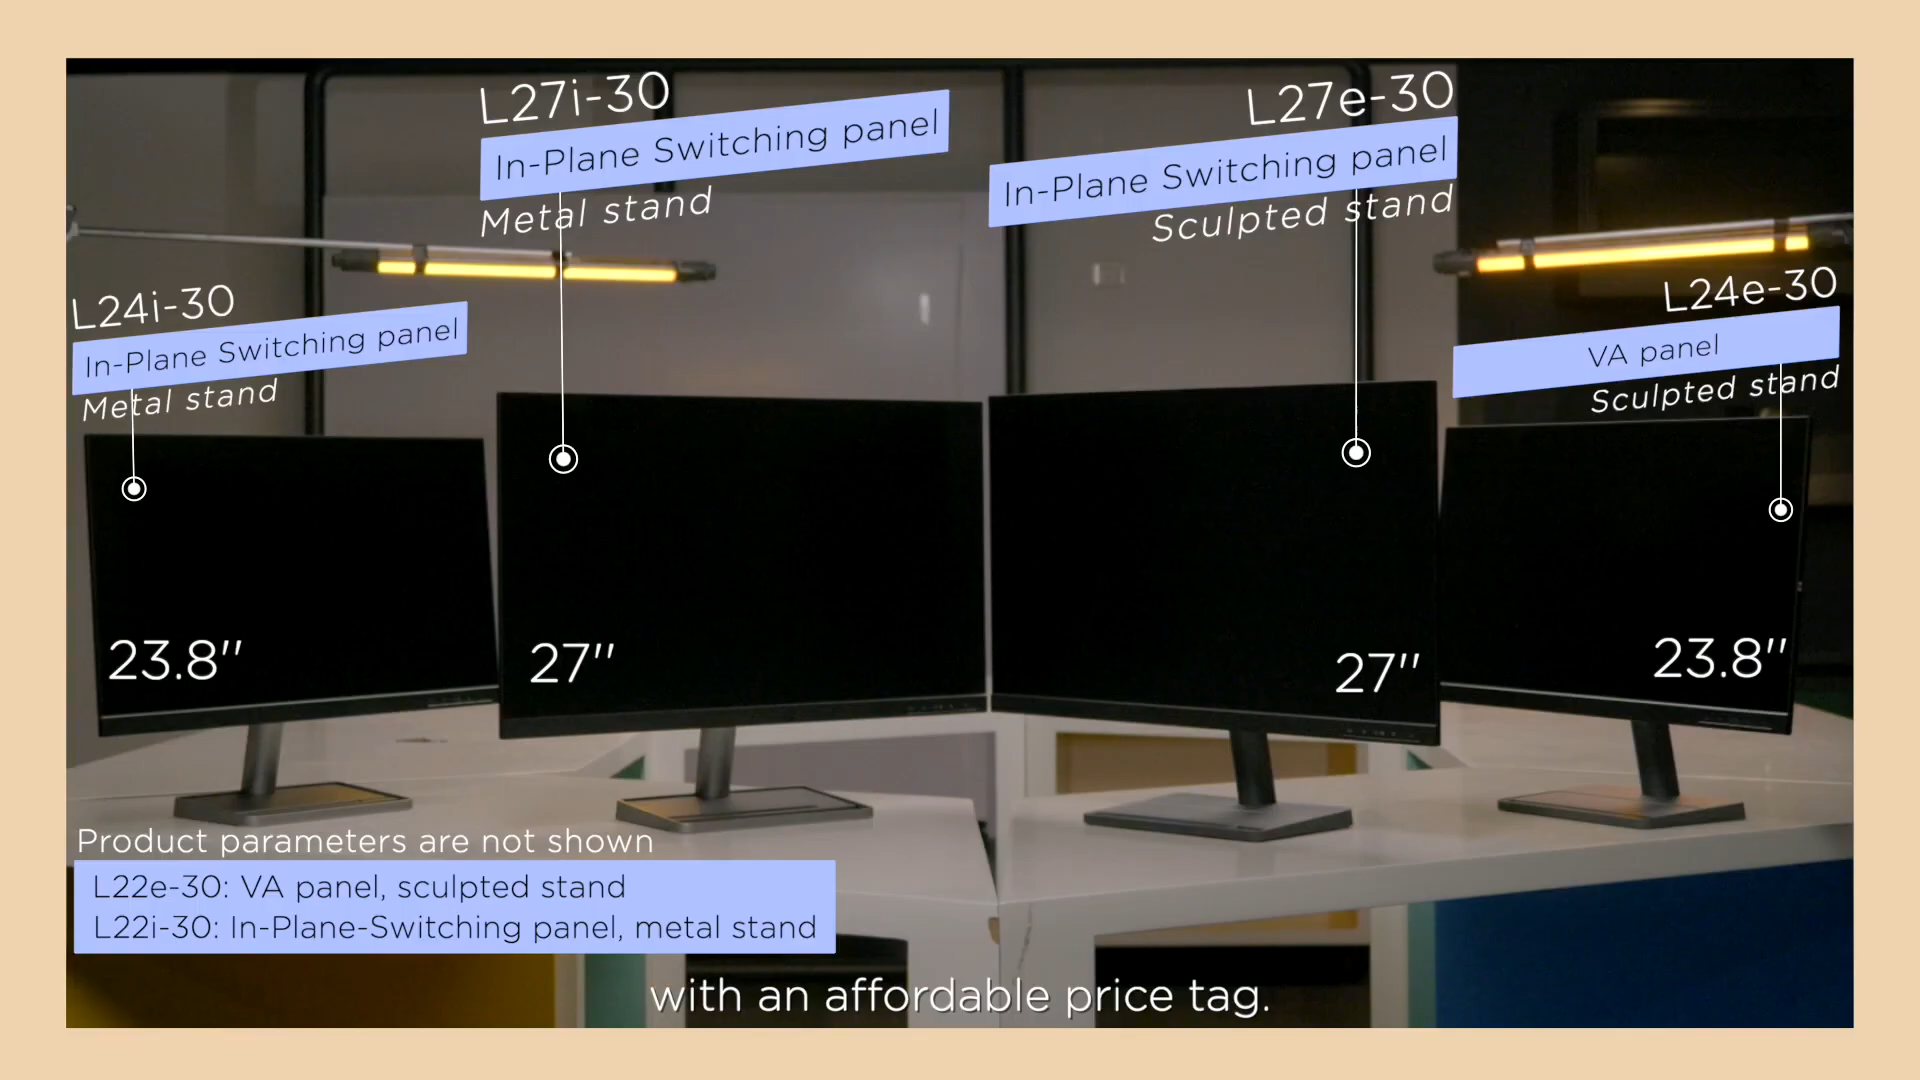 L27i-30
In-Plane Switching panel
Metal stand
L27e-30
In-Plane Switching panel
Sculpted stand
L24i-30
In-Plane Switching panel
Metal stand
L24e-30
VA panel
Sculpted stand
23.8''
27''
27''
23.8''
Product parameters are not shown
L22e-30: VA panel, sculpted stand
L22i-30: In-Plane-Switching panel, metal stand
with an affordable price tag.